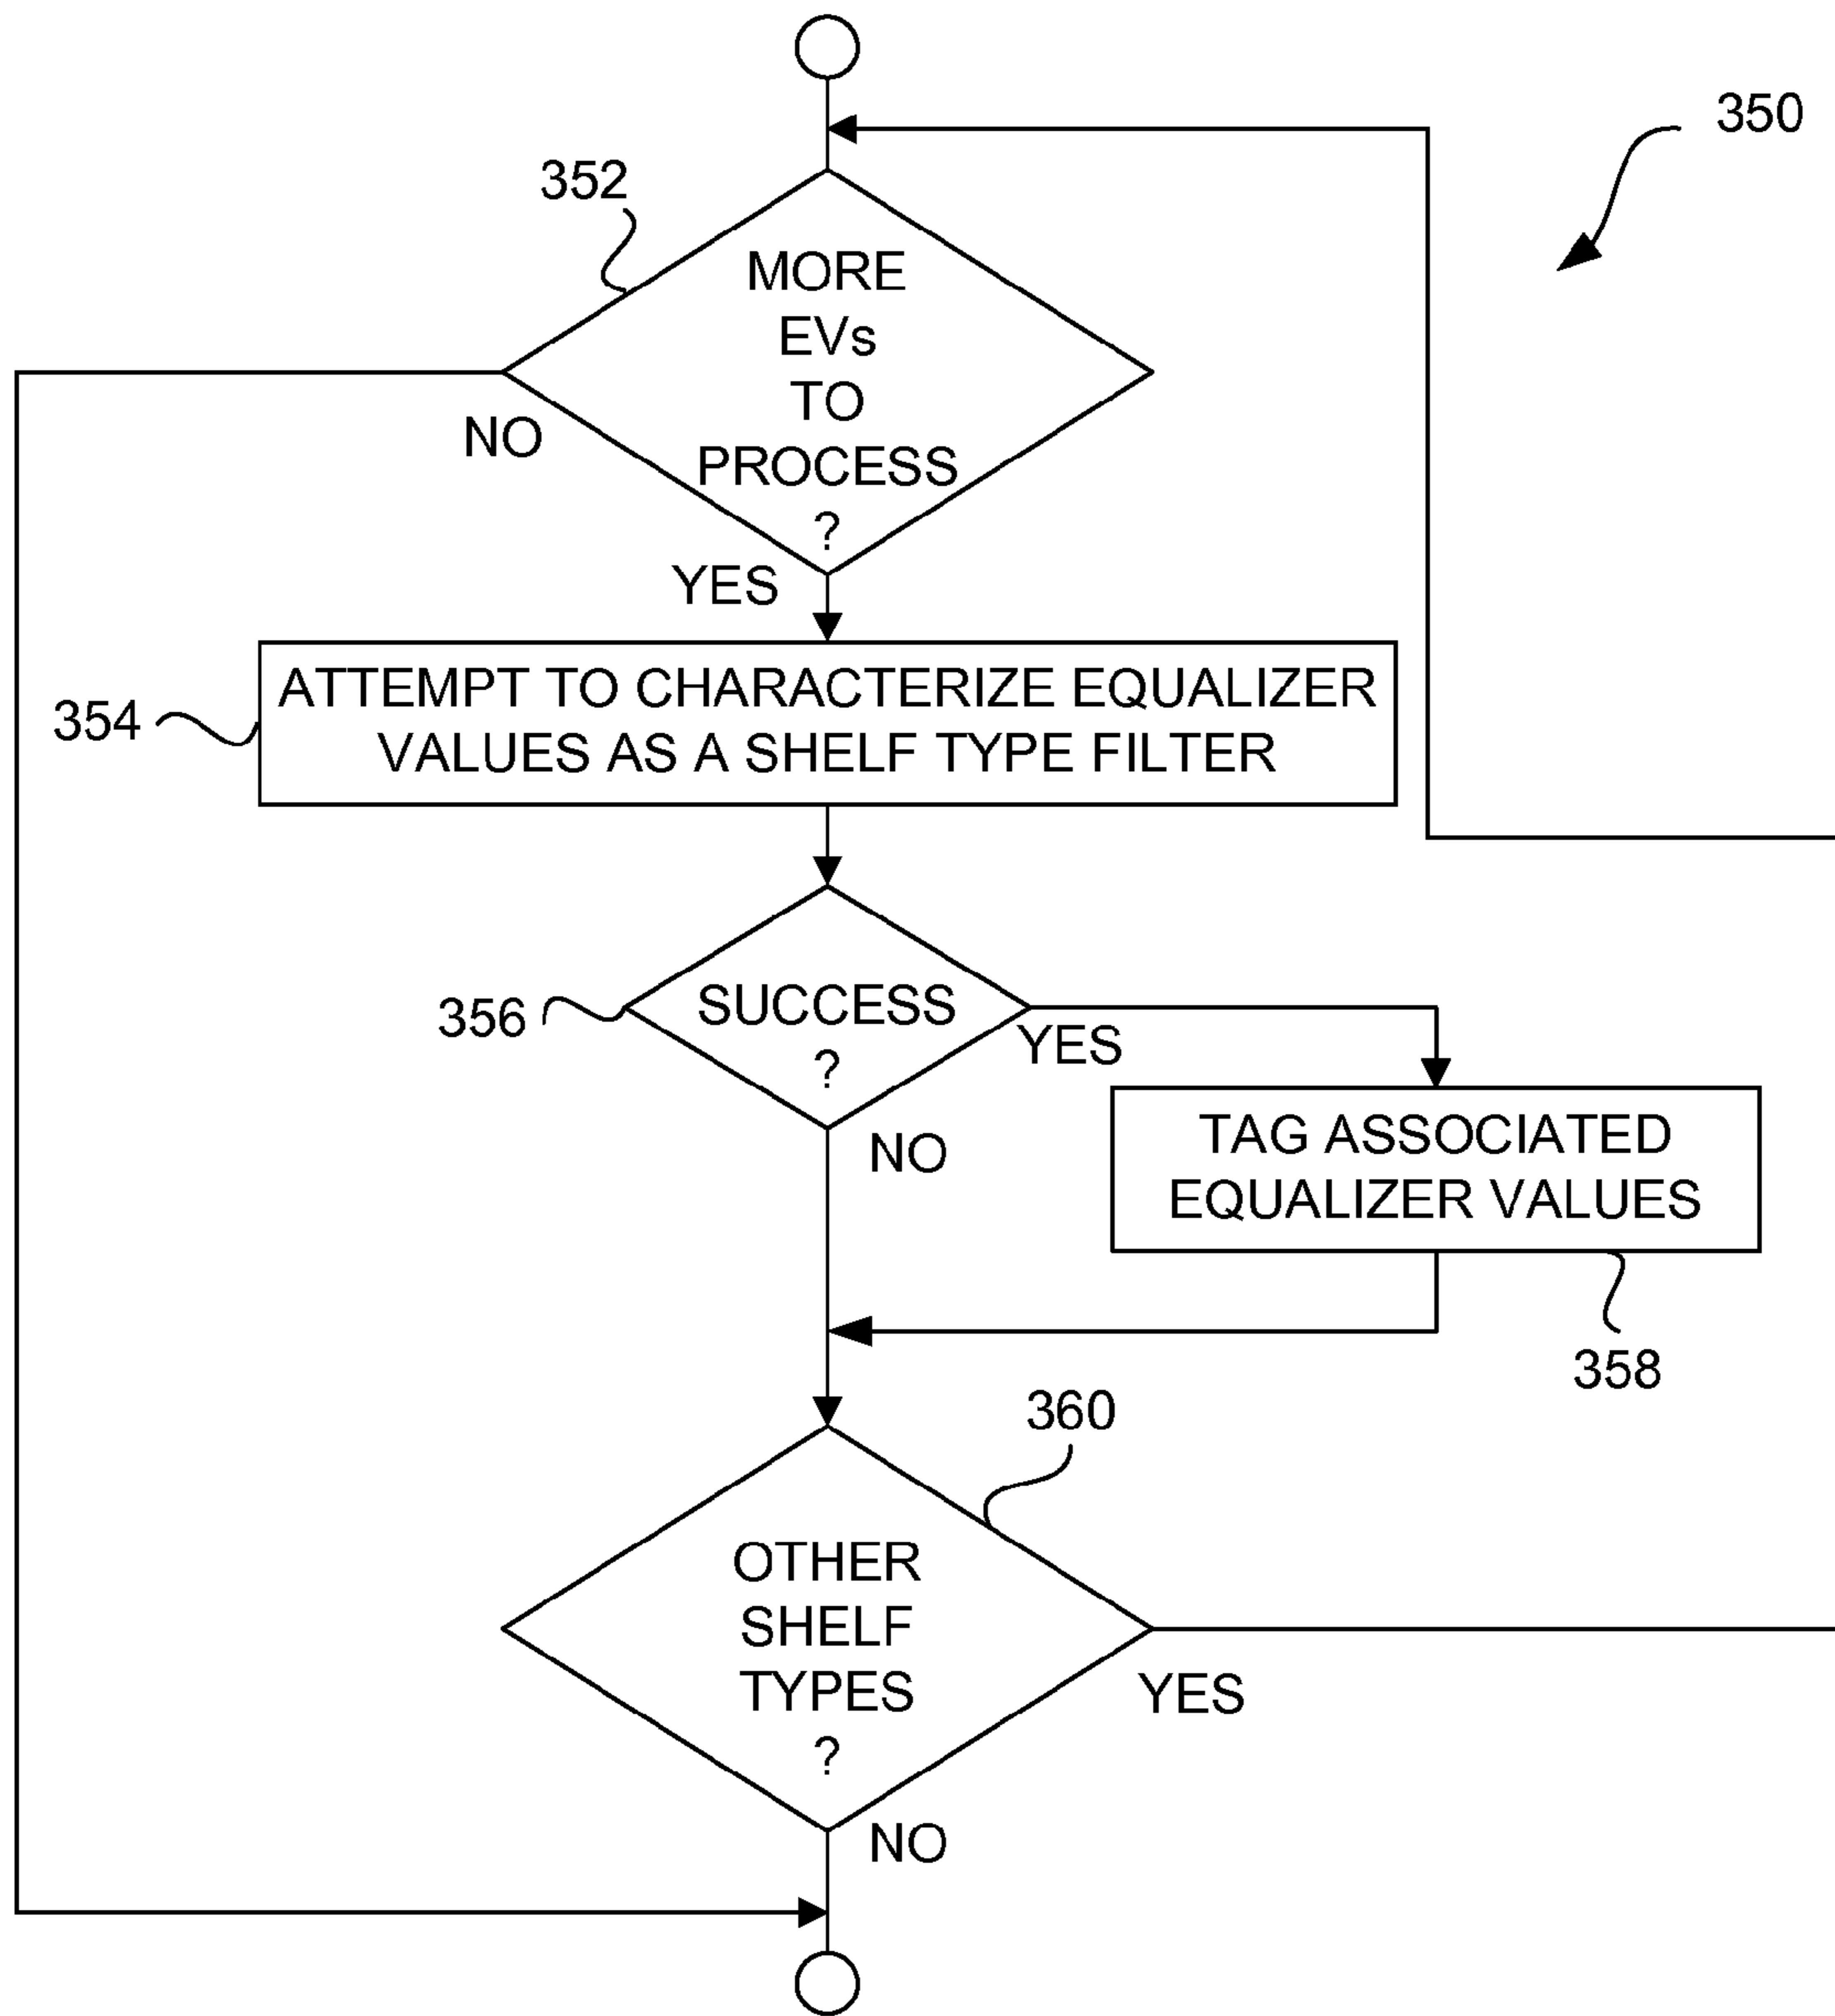 350
352
MORE
EVs
TO
PROCESS
?
NO
YES
354
ATTEMPT TO CHARACTERIZE EQUALIZER
VALUES AS A SHELF TYPE FILTER
356
SUCCESS
?
YES
NO
TAG ASSOCIATED
EQUALIZER VALUES
358
360
OTHER
SHELF
TYPES
?
YES
NO